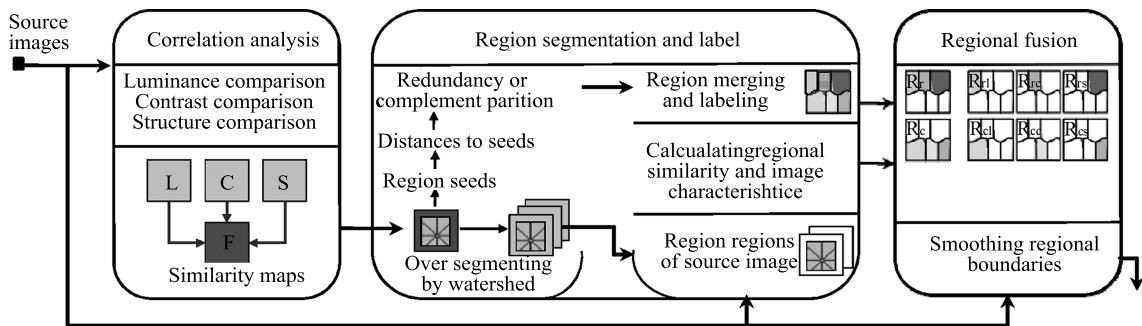 Source
images
Correlation analysis
Luminance comparison
Contrast comparison
Structure comparison
L C S
F
Similarity maps
Region segmentation and label
Redundancy or
complement parition
Distances to seeds
Region seeds
Over segmenting
by watershed
Region merging
and labeling
Calcualatingregional
similarity and image
characterishtice
Region regions
of source image
Regional fusion
Rr Rrl Rrc Rrs
Rc Rcl Rcc Rcs
Smoothing regional
boundaries